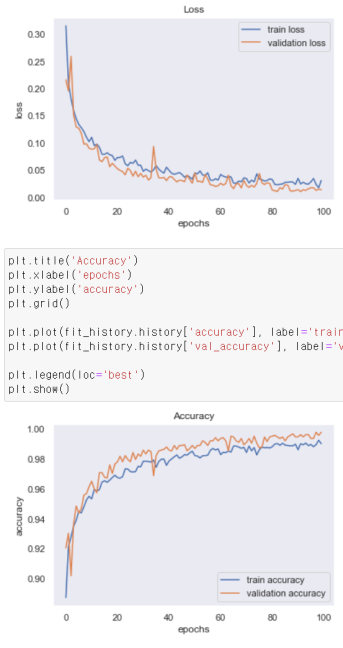 Loss
train loss
validation loss
0.30
0.25
0.20
0.15
0.10
0.05
0.00
loss
0 20 40 60 80 100
epochs
plt.title('Accuracy')
plt.xlabel('epochs')
plt.ylabel('accuracy')
plt.grid()
plt.plot(fit_history.history['accuracy'], label='train
plt.plot(fit_history.history['val_accuracy'], label='v
plt.legend(loc='best')
plt.show()
Accuracy
1.00
0.98
0.96
0.94
0.92
0.90
accuracy
train accuracy
validation accuracy
0 20 40 60 80 100
epochs